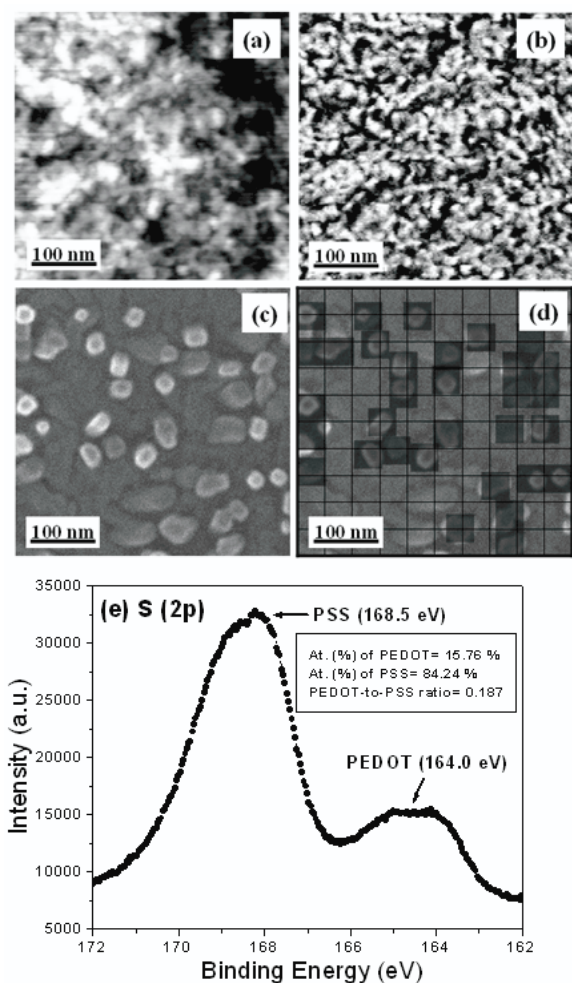 (a)
(b)
100 nm
100 nm
(c)
(d)
100 nm
100 nm
(e) S (2p)
PSS (168.5 eV)
At. (%) of PEDOT= 15.76 %
At. (%) of PSS= 84.24 %
PEDOT-to-PSS ratio= 0.187
PEDOT (164.0 eV)
Intensity (a.u.)
35000
30000
25000
20000
15000
10000
5000
172 170 168 166 164 162
Binding Energy (eV)